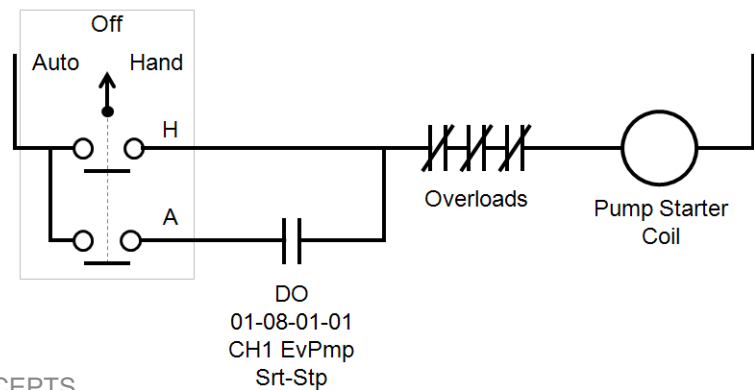 Off
Auto
Hand
H
A
Overloads
Pump Starter
Coil
DO
01-08-01-01
CH1 EvPmp
Srt-Stp